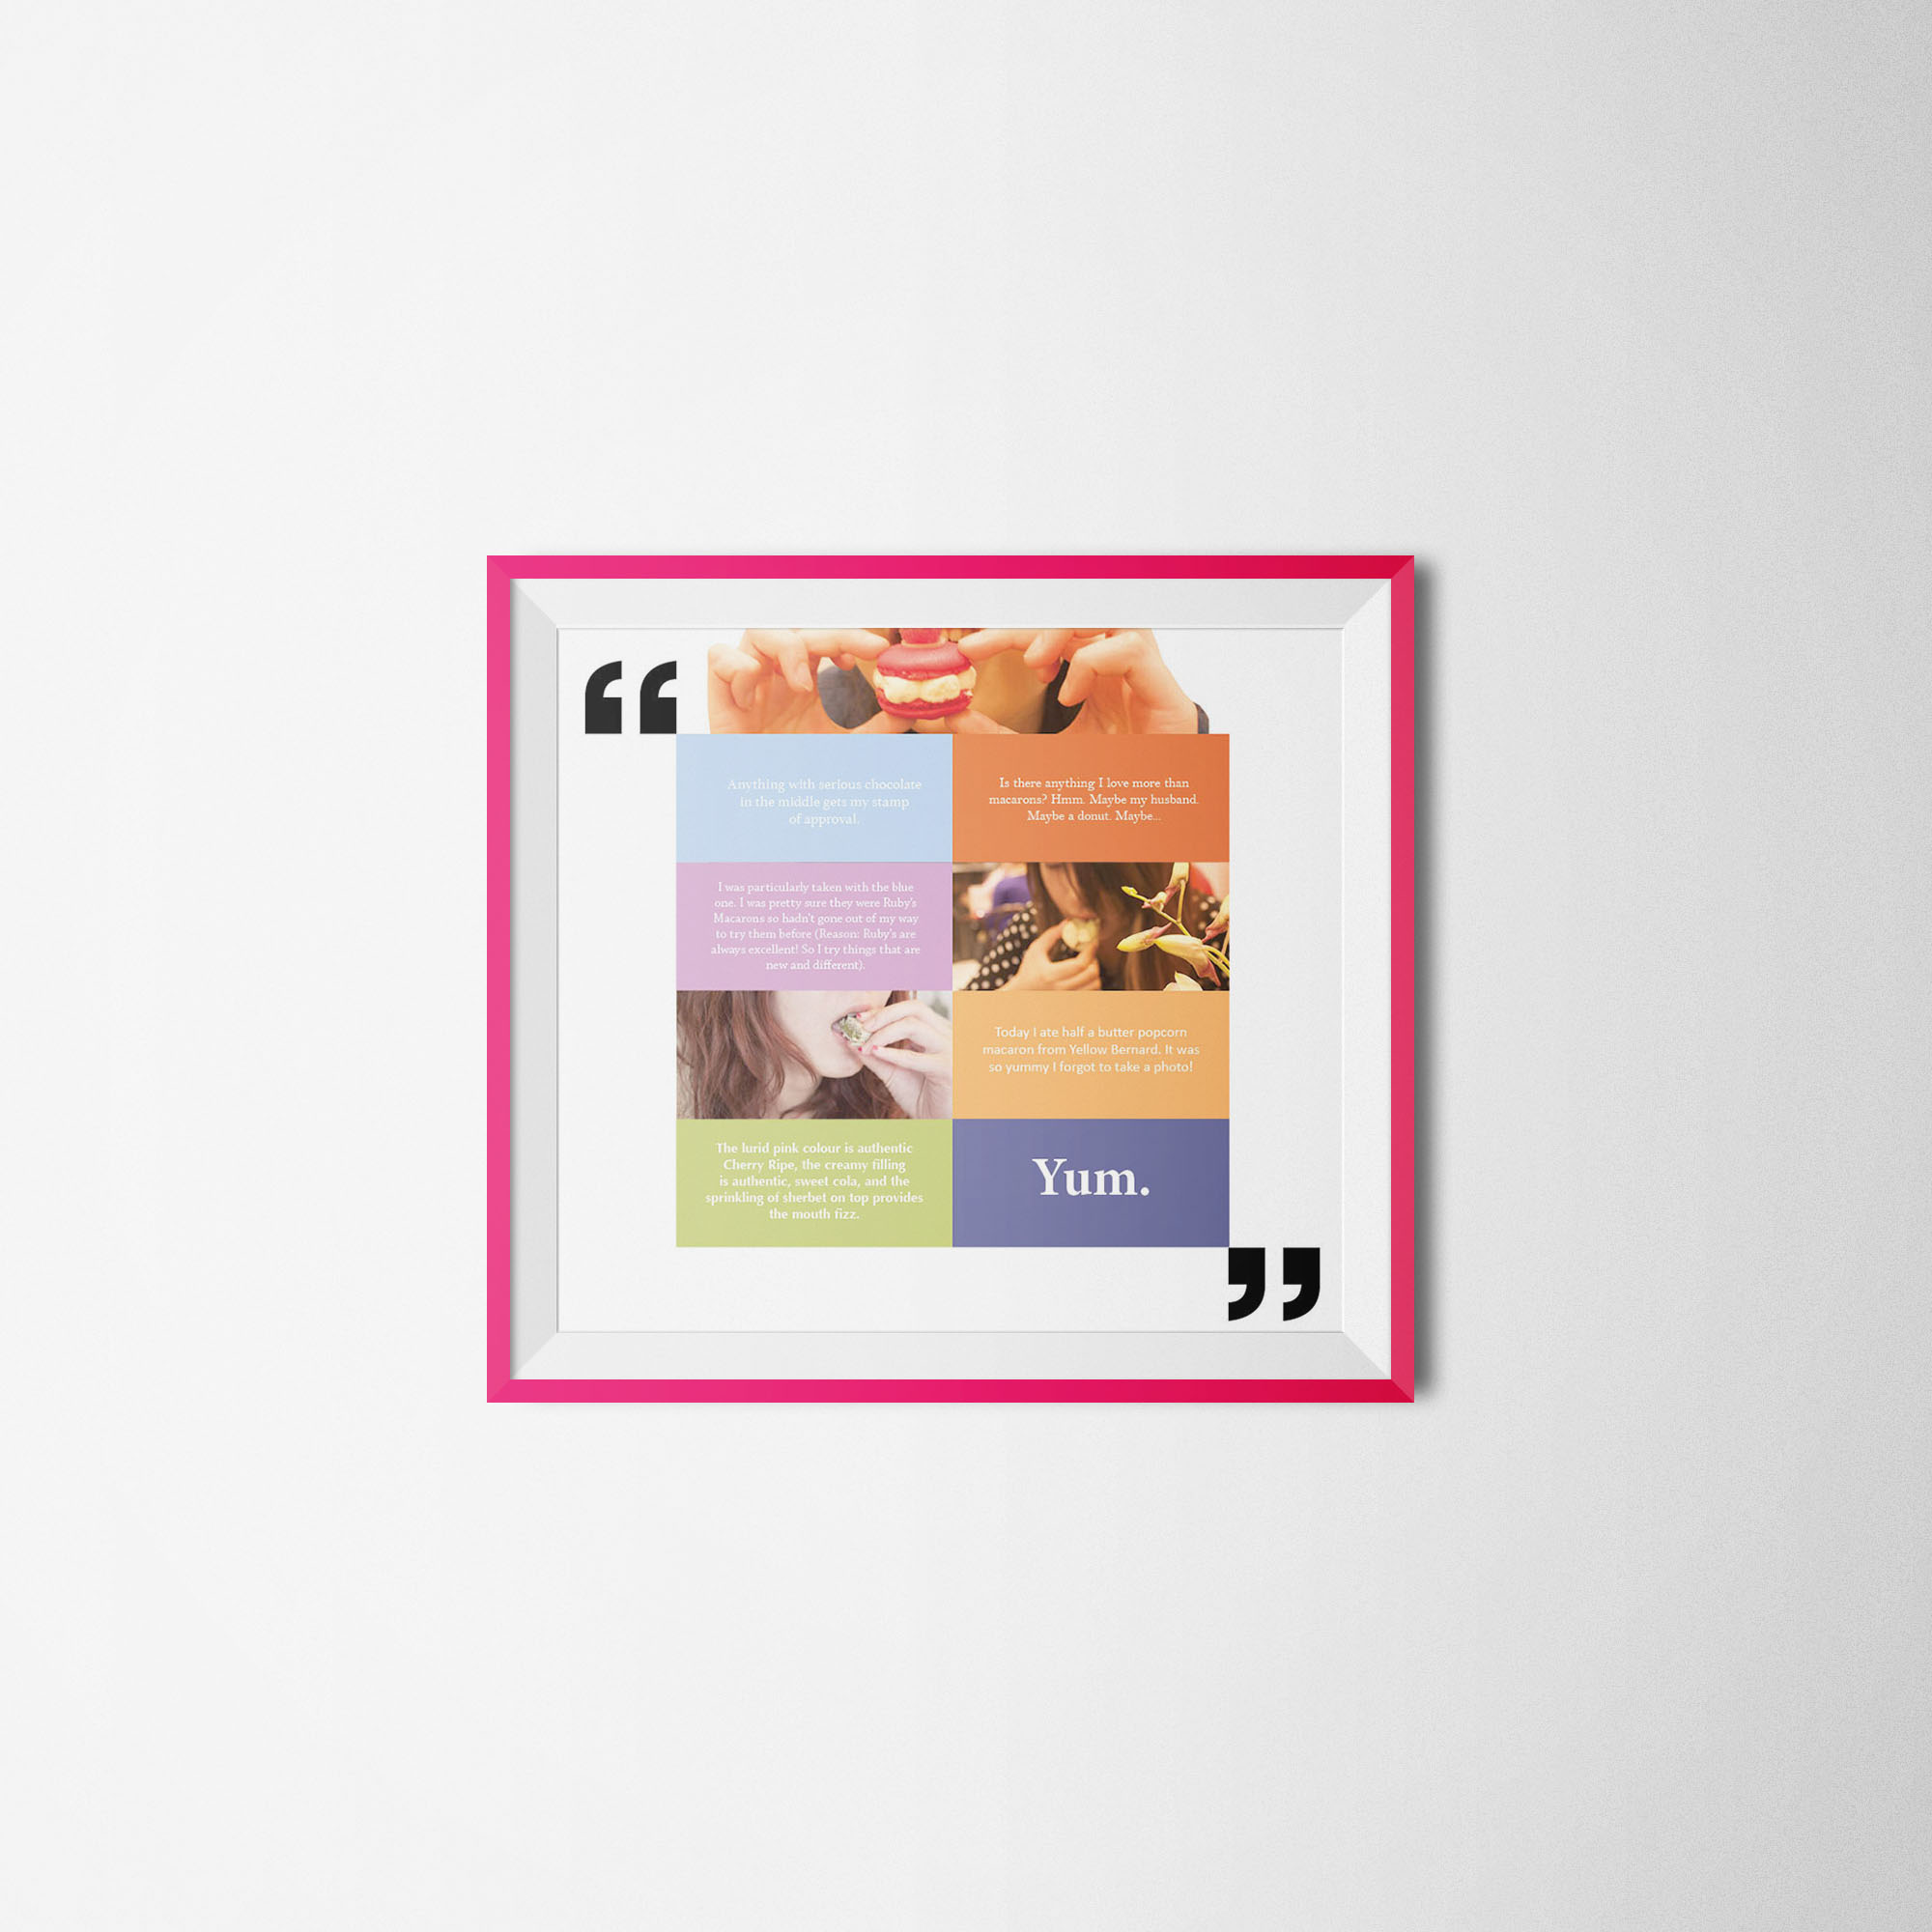 “
Anything with serious chocolate
in the middle gets my stamp
of approval.
Is there anything I love more than
macarons? Hmm. Maybe my husband.
Maybe a donut. Maybe...
I was particularly taken with the blue
one. I was pretty sure they were Ruby's
Macarons so hadn't gone out of my way
to try them before (Reason: Ruby's are
always excellent! So I try things that are
new and different).
Today I ate half a butter popcorn
macaron from Yellow Bernard. It was
so yummy I forgot to take a photo!
The lurid pink colour is authentic
Cherry Ripe, the creamy filling
is authentic, sweet cola, and the
sprinkling of sherbet on top provides
the mouth fizz.
Yum.
”